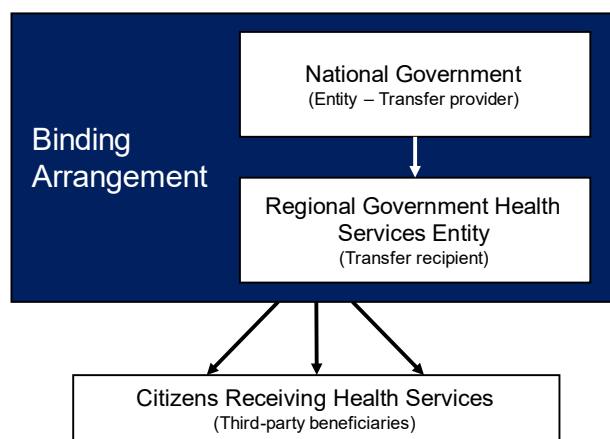 National Government
(Entity – Transfer provider)
Binding
Arrangement
Regional Government Health
Services Entity
(Transfer recipient)
Citizens Receiving Health Services
(Third-party beneficiaries)